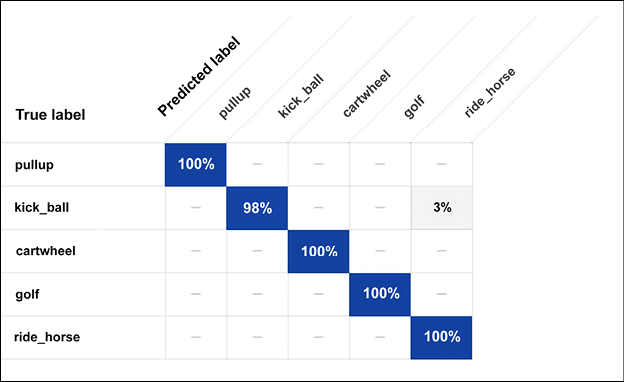 Predicted label
pullup
kick_ball
cartwheel
golf
ride_horse
True label
pullup 100% – – – –
kick_ball – 98% – – 3%
cartwheel – – 100% – –
golf – – – 100% –
ride_horse – – – – 100%